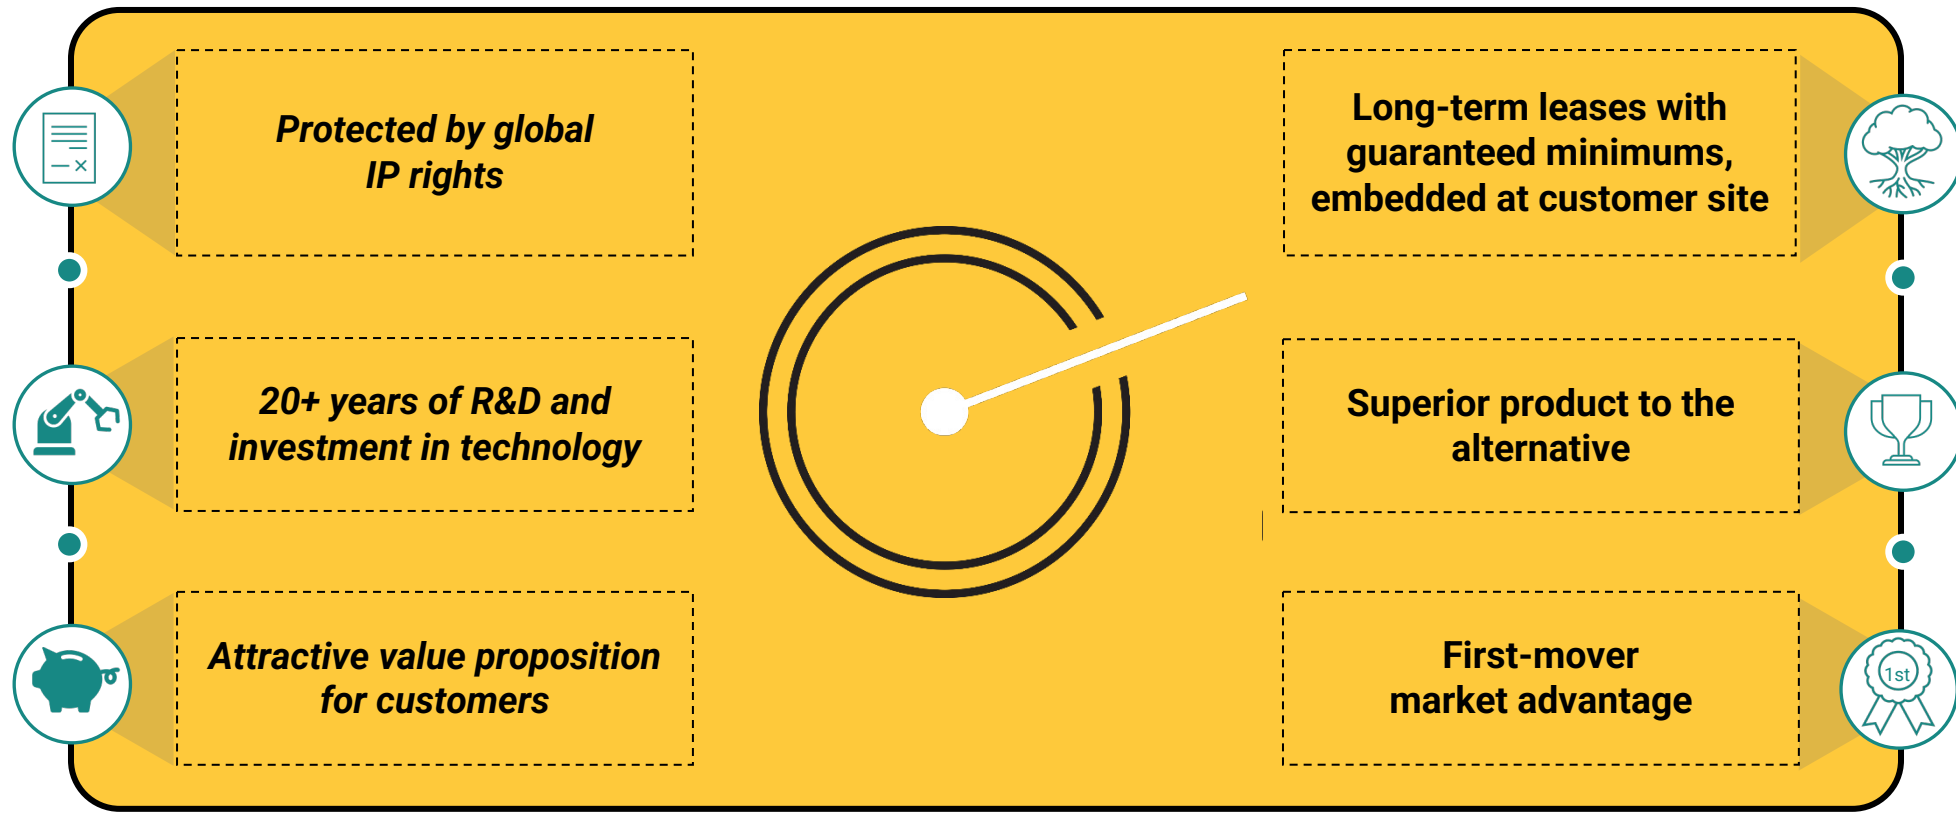 Protected by global
IP rights
20+ years of R&D and
investment in technology
Attractive value proposition
for customers
Long-term leases with
guaranteed minimums,
embedded at customer site
Superior product to the
alternative
First-mover
market advantage
1st